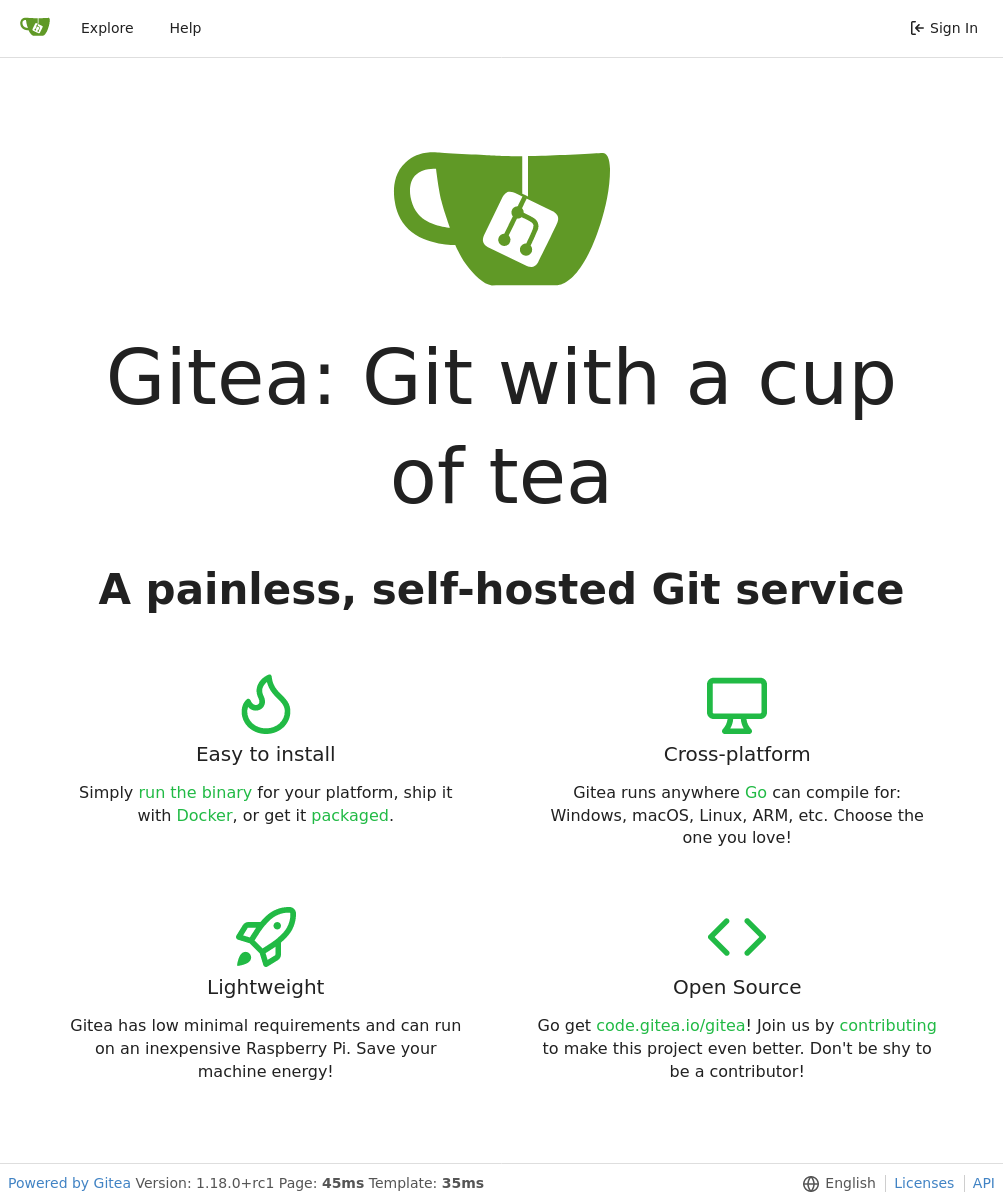 Explore Help Sign In
Gitea: Git with a cup
of tea
A painless, self-hosted Git service
Easy to install
Simply run the binary for your platform, ship it
with Docker, or get it packaged.
Cross-platform
Gitea runs anywhere Go can compile for:
Windows, macOS, Linux, ARM, etc. Choose the
one you love!
Lightweight
Gitea has low minimal requirements and can run
on an inexpensive Raspberry Pi. Save your
machine energy!
Open Source
Go get code.gitea.io/gitea! Join us by contributing
to make this project even better. Don't be shy to
be a contributor!
Powered by Gitea Version: 1.18.0+rc1 Page: 45ms Template: 35ms English Licenses API